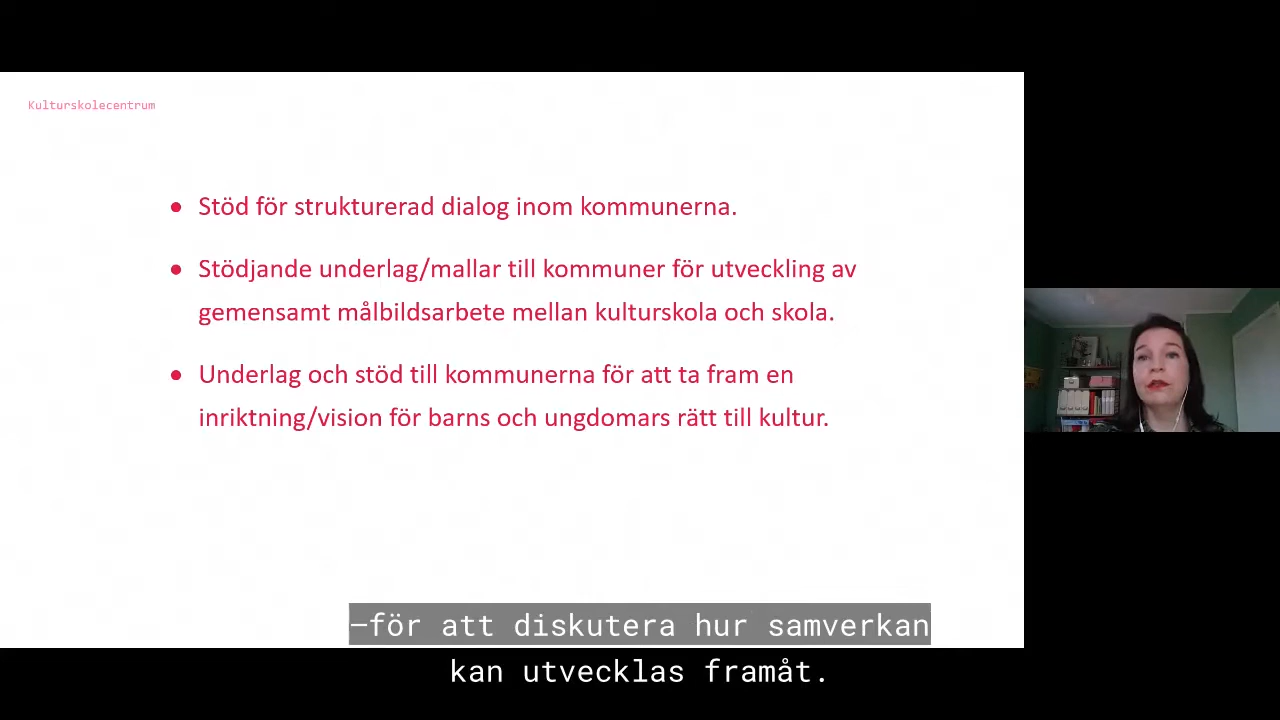 Kulturskolecentrum
● Stöd för strukturerad dialog inom kommunerna.
● Stödjande underlag/mallar till kommuner för utveckling av
gemensamt målbildsarbete mellan kulturskola och skola.
● Underlag och stöd till kommunerna för att ta fram en
inriktning/vision för barns och ungdomars rätt till kultur.
–för att diskutera hur samverkan
kan utvecklas framåt.